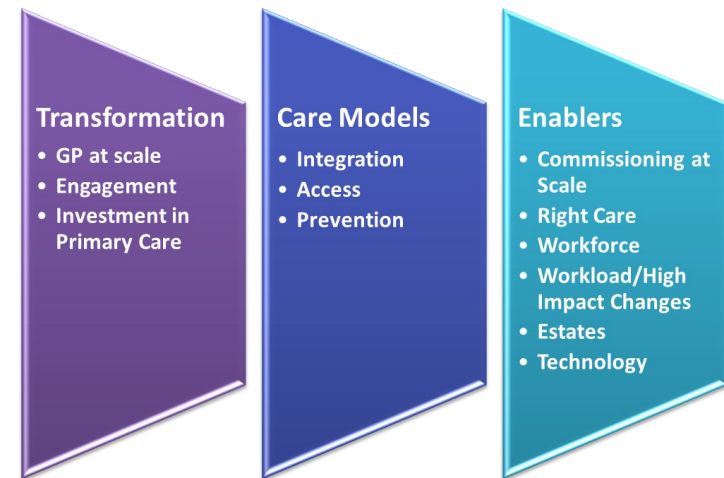 Transformation
• GP at scale
• Engagement
• Investment in
Primary Care
Care Models
• Integration
• Access
• Prevention
Enablers
• Commissioning at
Scale
• Right Care
• Workforce
• Workload/High
Impact Changes
• Estates
• Technology